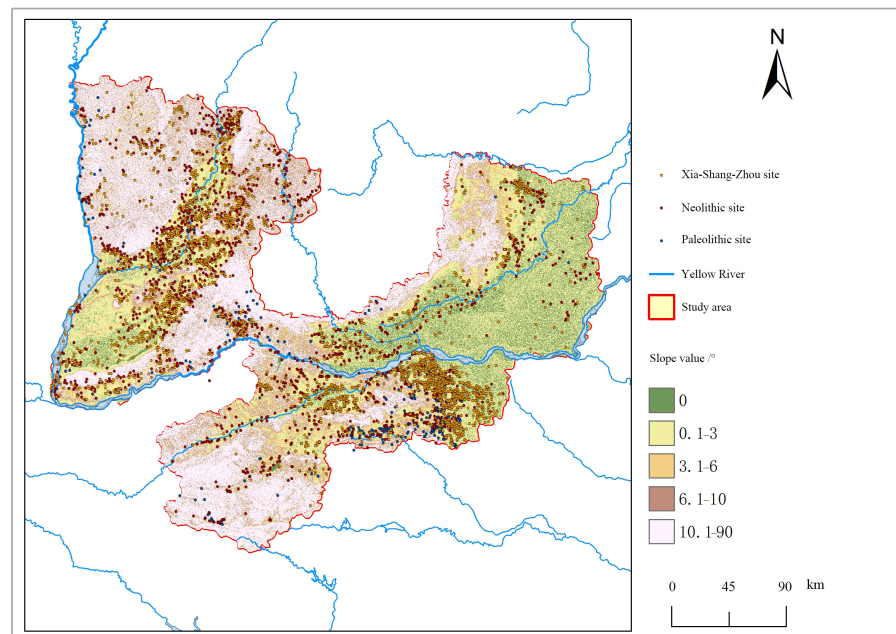 N
Xia-Shang-Zhou site
Neolithic site
Paleolithic site
Yellow River
Study area
Slope value /°
0
0. 1-3
3. 1-6
6. 1-10
10. 1-90
0 45 90 km